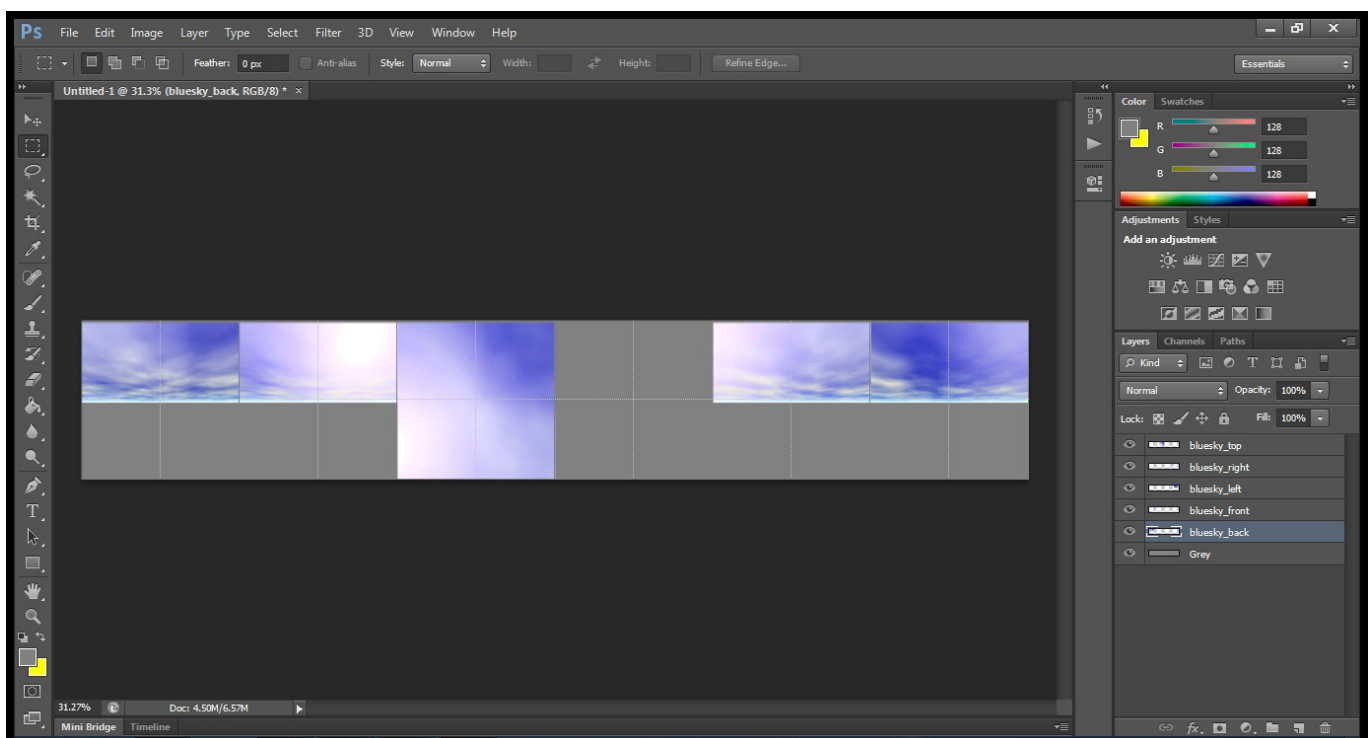 Ps File Edit Image Layer Type Select Filter 3D View Window Help
Feather: 0 px Anti-alias Style: Normal Width: Height: Refine Edge... Essentials
Untitled-1 @ 31.3% (bluesky_back, RGB/8) * ×
Color Swatches
R 128
G 128
B 128
Adjustments Styles
Add an adjustment
Layers Channels Paths
Kind T
Normal Opacity: 100%
Lock: Fill: 100%
bluesky_top
bluesky_right
bluesky_left
bluesky_front
bluesky_back
Grey
T
31.27% Doc: 4.50M/6.57M
Mini Bridge Timeline
fx